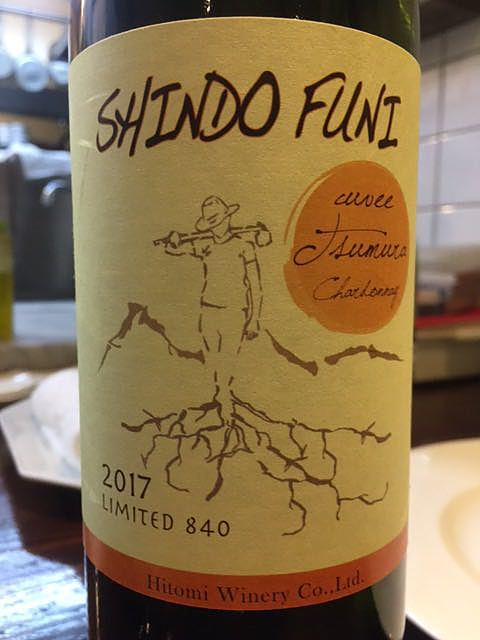 SHINDO FUNI
cuvee
Tsumura
Chardonnay
2017
LIMITED 840
Hitomi Winery Co.,Ltd.